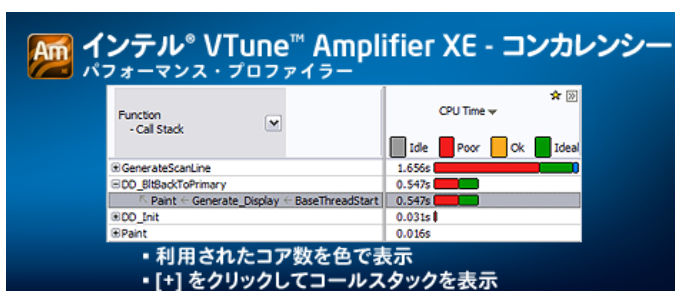 Am インテル® VTune™ Amplifier XE - コンカレンシー
XE パフォーマンス・プロファイラー
Function
- Call Stack
CPU Time
Idle Poor Ok Ideal
GenerateScanLine 1.656s
DD_BltBackToPrimary 0.547s
Paint ← Generate_Display ← BaseThreadStart 0.547s
DD_Init 0.031s
Paint 0.016s
▪ 利用されたコア数を色で表示
▪ [+] をクリックしてコールスタックを表示